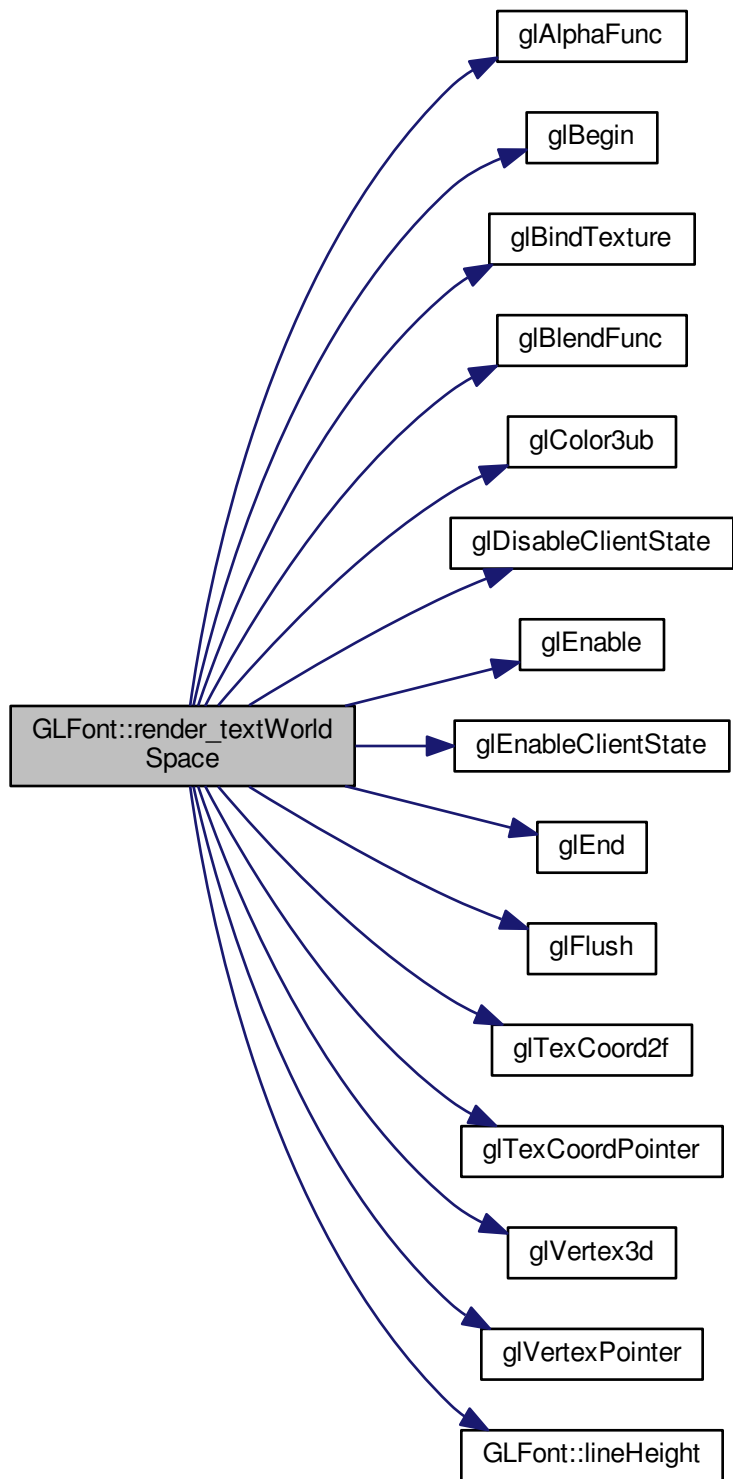 glAlphaFunc
glBegin
glBindTexture
glBlendFunc
glColor3ub
glDisableClientState
glEnable
GLFont::render_textWorld
Space
glEnableClientState
glEnd
glFlush
glTexCoord2f
glTexCoordPointer
glVertex3d
glVertexPointer
GLFont::lineHeight